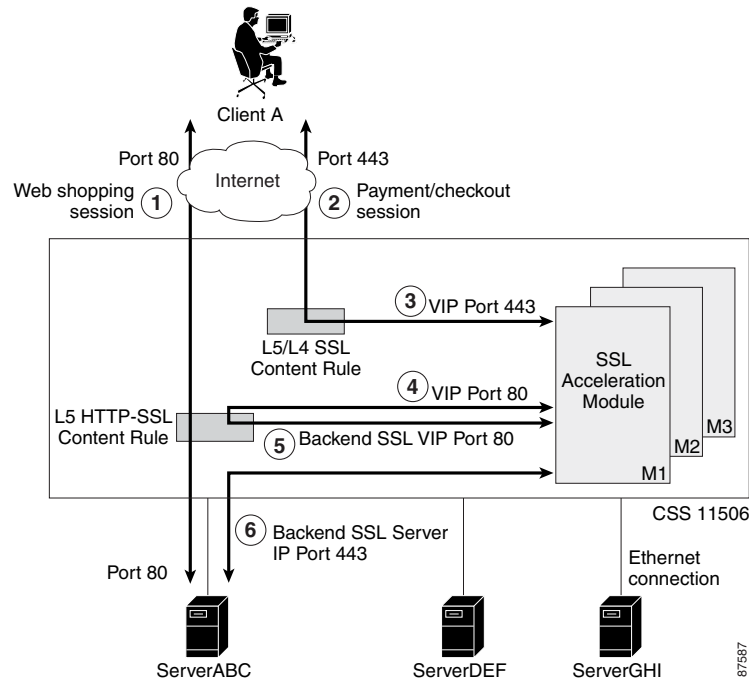 Client A
Port 80
Port 443
Internet
Web shopping
session
1
2
Payment/checkout
session
3
VIP Port 443
L5/L4 SSL
Content Rule
SSL
Acceleration
Module
4
VIP Port 80
L5 HTTP-SSL
Content Rule
5
Backend SSL VIP Port 80
M3
M2
M1
CSS 11506
6
Backend SSL Server
IP Port 443
Port 80
Ethernet
connection
ServerABC
ServerDEF
ServerGHI
87587